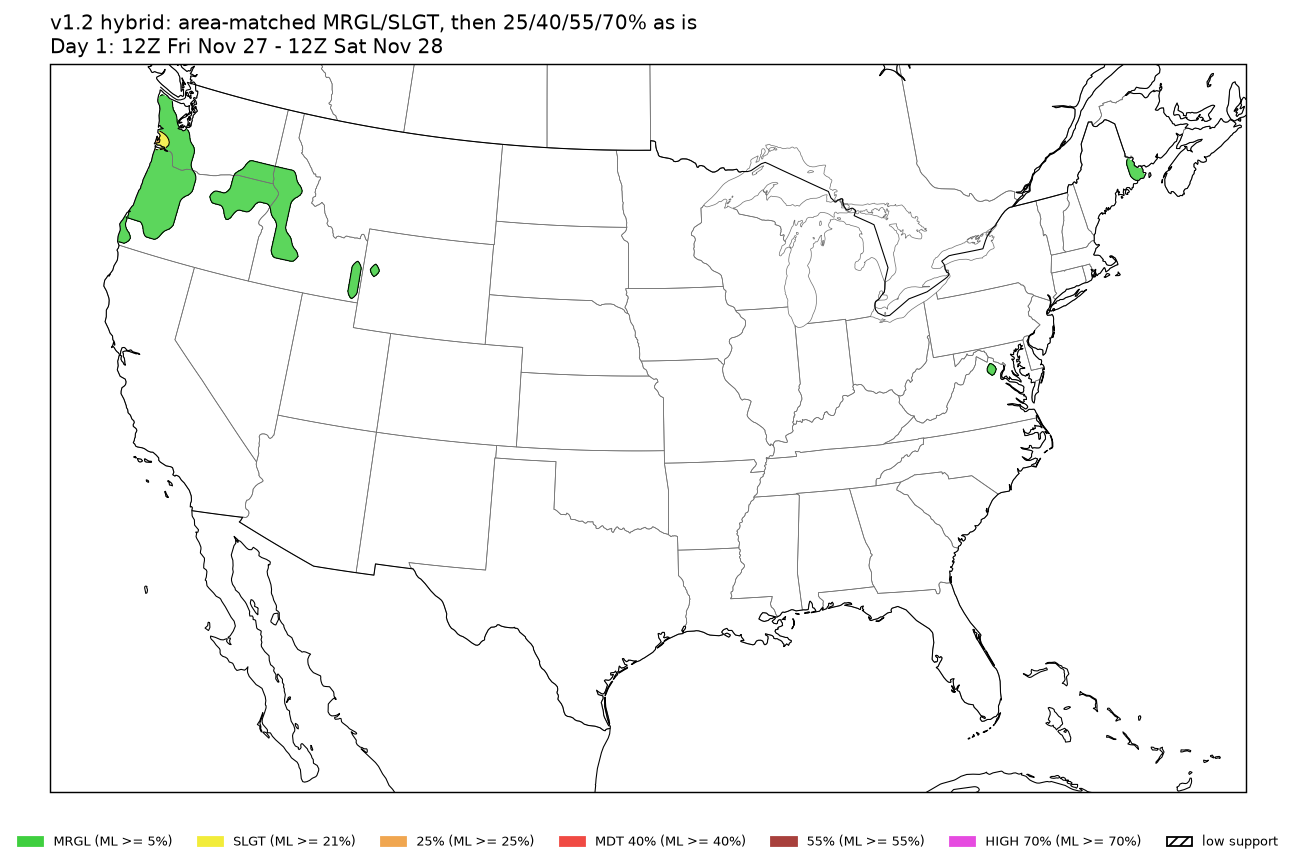 v1.2 hybrid: area-matched MRGL/SLGT, then 25/40/55/70% as is
Day 1: 12Z Fri Nov 27 - 12Z Sat Nov 28
MRGL (ML >= 5%) SLGT (ML >= 21%) 25% (ML >= 25%) MDT 40% (ML >= 40%) 55% (ML >= 55%) HIGH 70% (ML >= 70%) low support